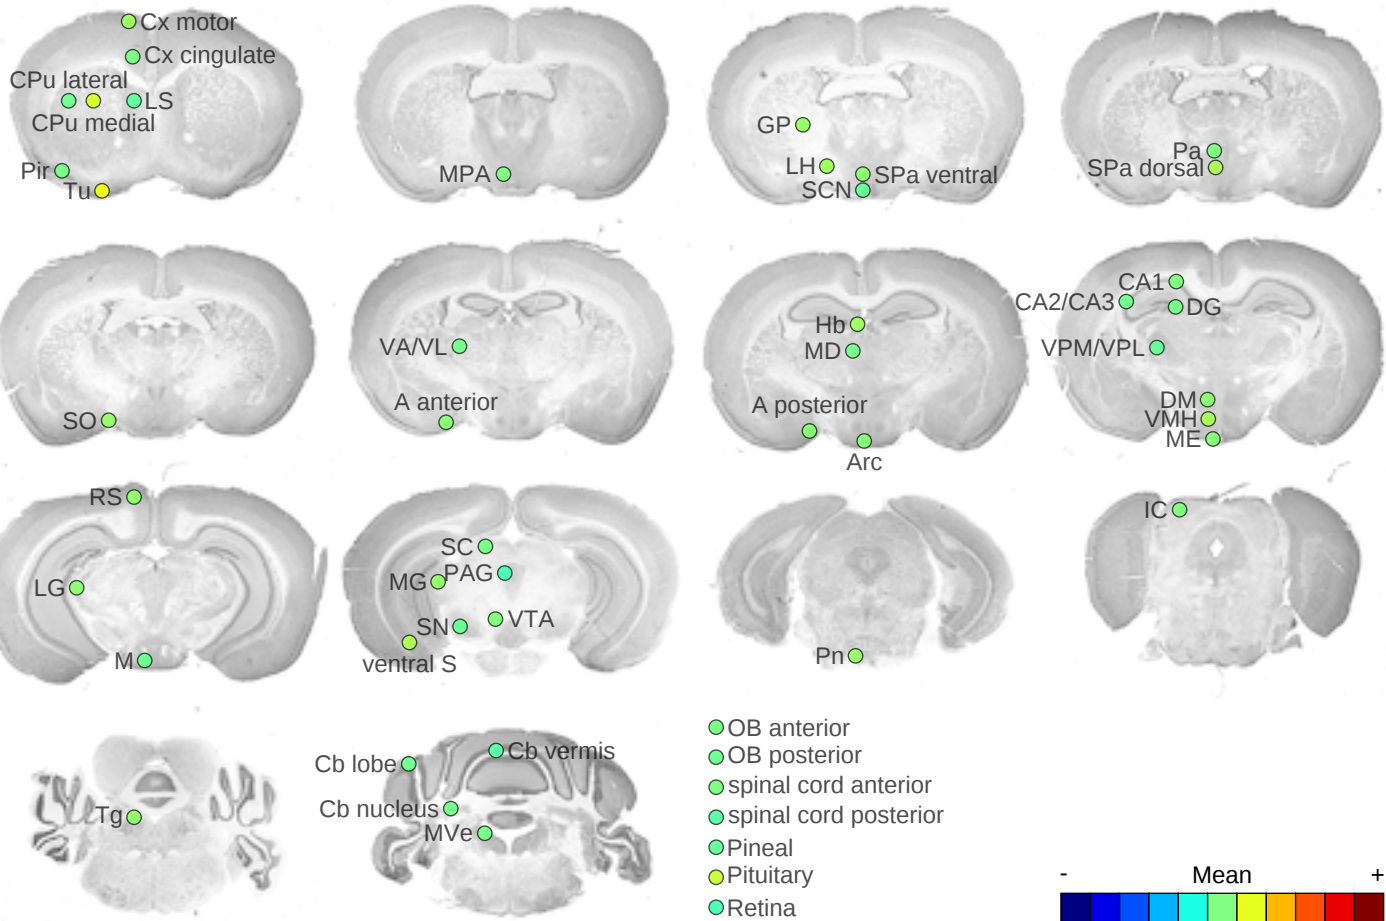 Cx motor
Cx cingulate
CPu lateral
LS
CPu medial
Pir
Tu
MPA
GP
LH
SPa ventral
SCN
Pa
SPa dorsal
SO
VA/VL
A anterior
Hb
MD
A posterior
Arc
CA1
CA2/CA3
DG
VPM/VPL
DM
VMH
ME
RS
LG
M
SC
PAG
MG
VTA
SN
ventral S
Pn
IC
Tg
Cb vermis
Cb lobe
Cb nucleus
MVe
OB anterior
OB posterior
spinal cord anterior
spinal cord posterior
Pineal
Pituitary
Retina
- Mean +